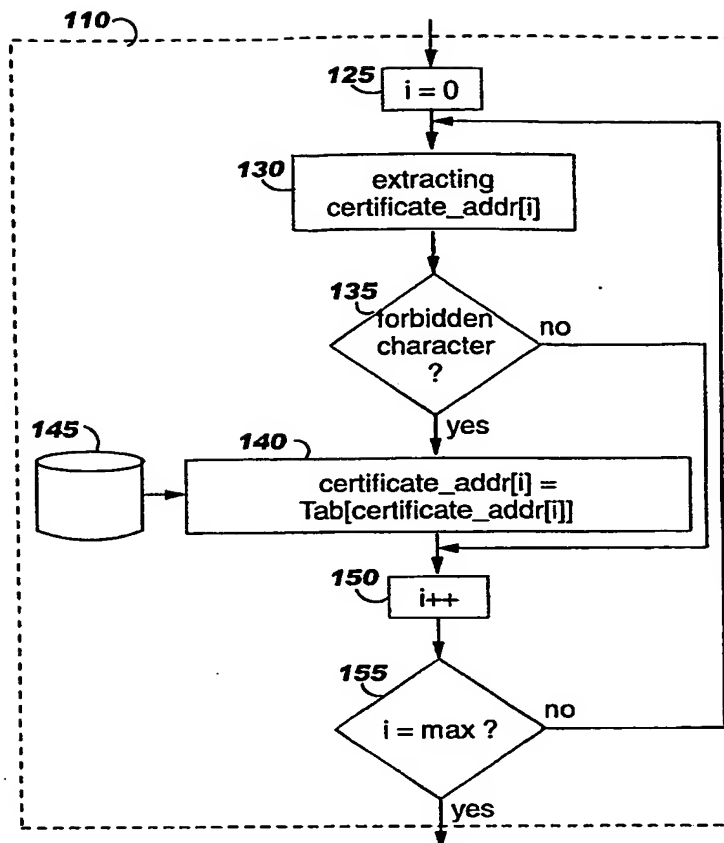 110
125
i = 0
130
extracting
certificate_addr[i]
135
forbidden
character
?
no
yes
145
140
certificate_addr[i] =
Tab[certificate_addr[i]]
150
i++
155
i = max ?
no
yes